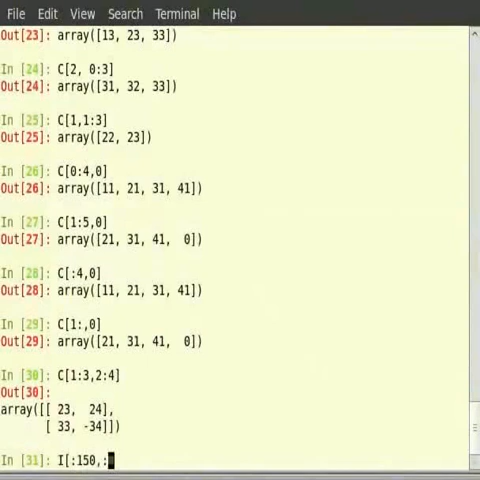 File Edit View Search Terminal Help
Out[23]: array([13, 23, 33])
In [24]: C[2, 0:3]
Out[24]: array([31, 32, 33])
In [25]: C[1,1:3]
Out[25]: array([22, 23])
In [26]: C[0:4,0]
Out[26]: array([11, 21, 31, 41])
In [27]: C[1:5,0]
Out[27]: array([21, 31, 41,  0])
In [28]: C[:4,0]
Out[28]: array([11, 21, 31, 41])
In [29]: C[1:,0]
Out[29]: array([21, 31, 41,  0])
In [30]: C[1:3,2:4]
Out[30]:
array([[ 23,  24],
       [ 33, -34]])
In [31]: I[:150,: